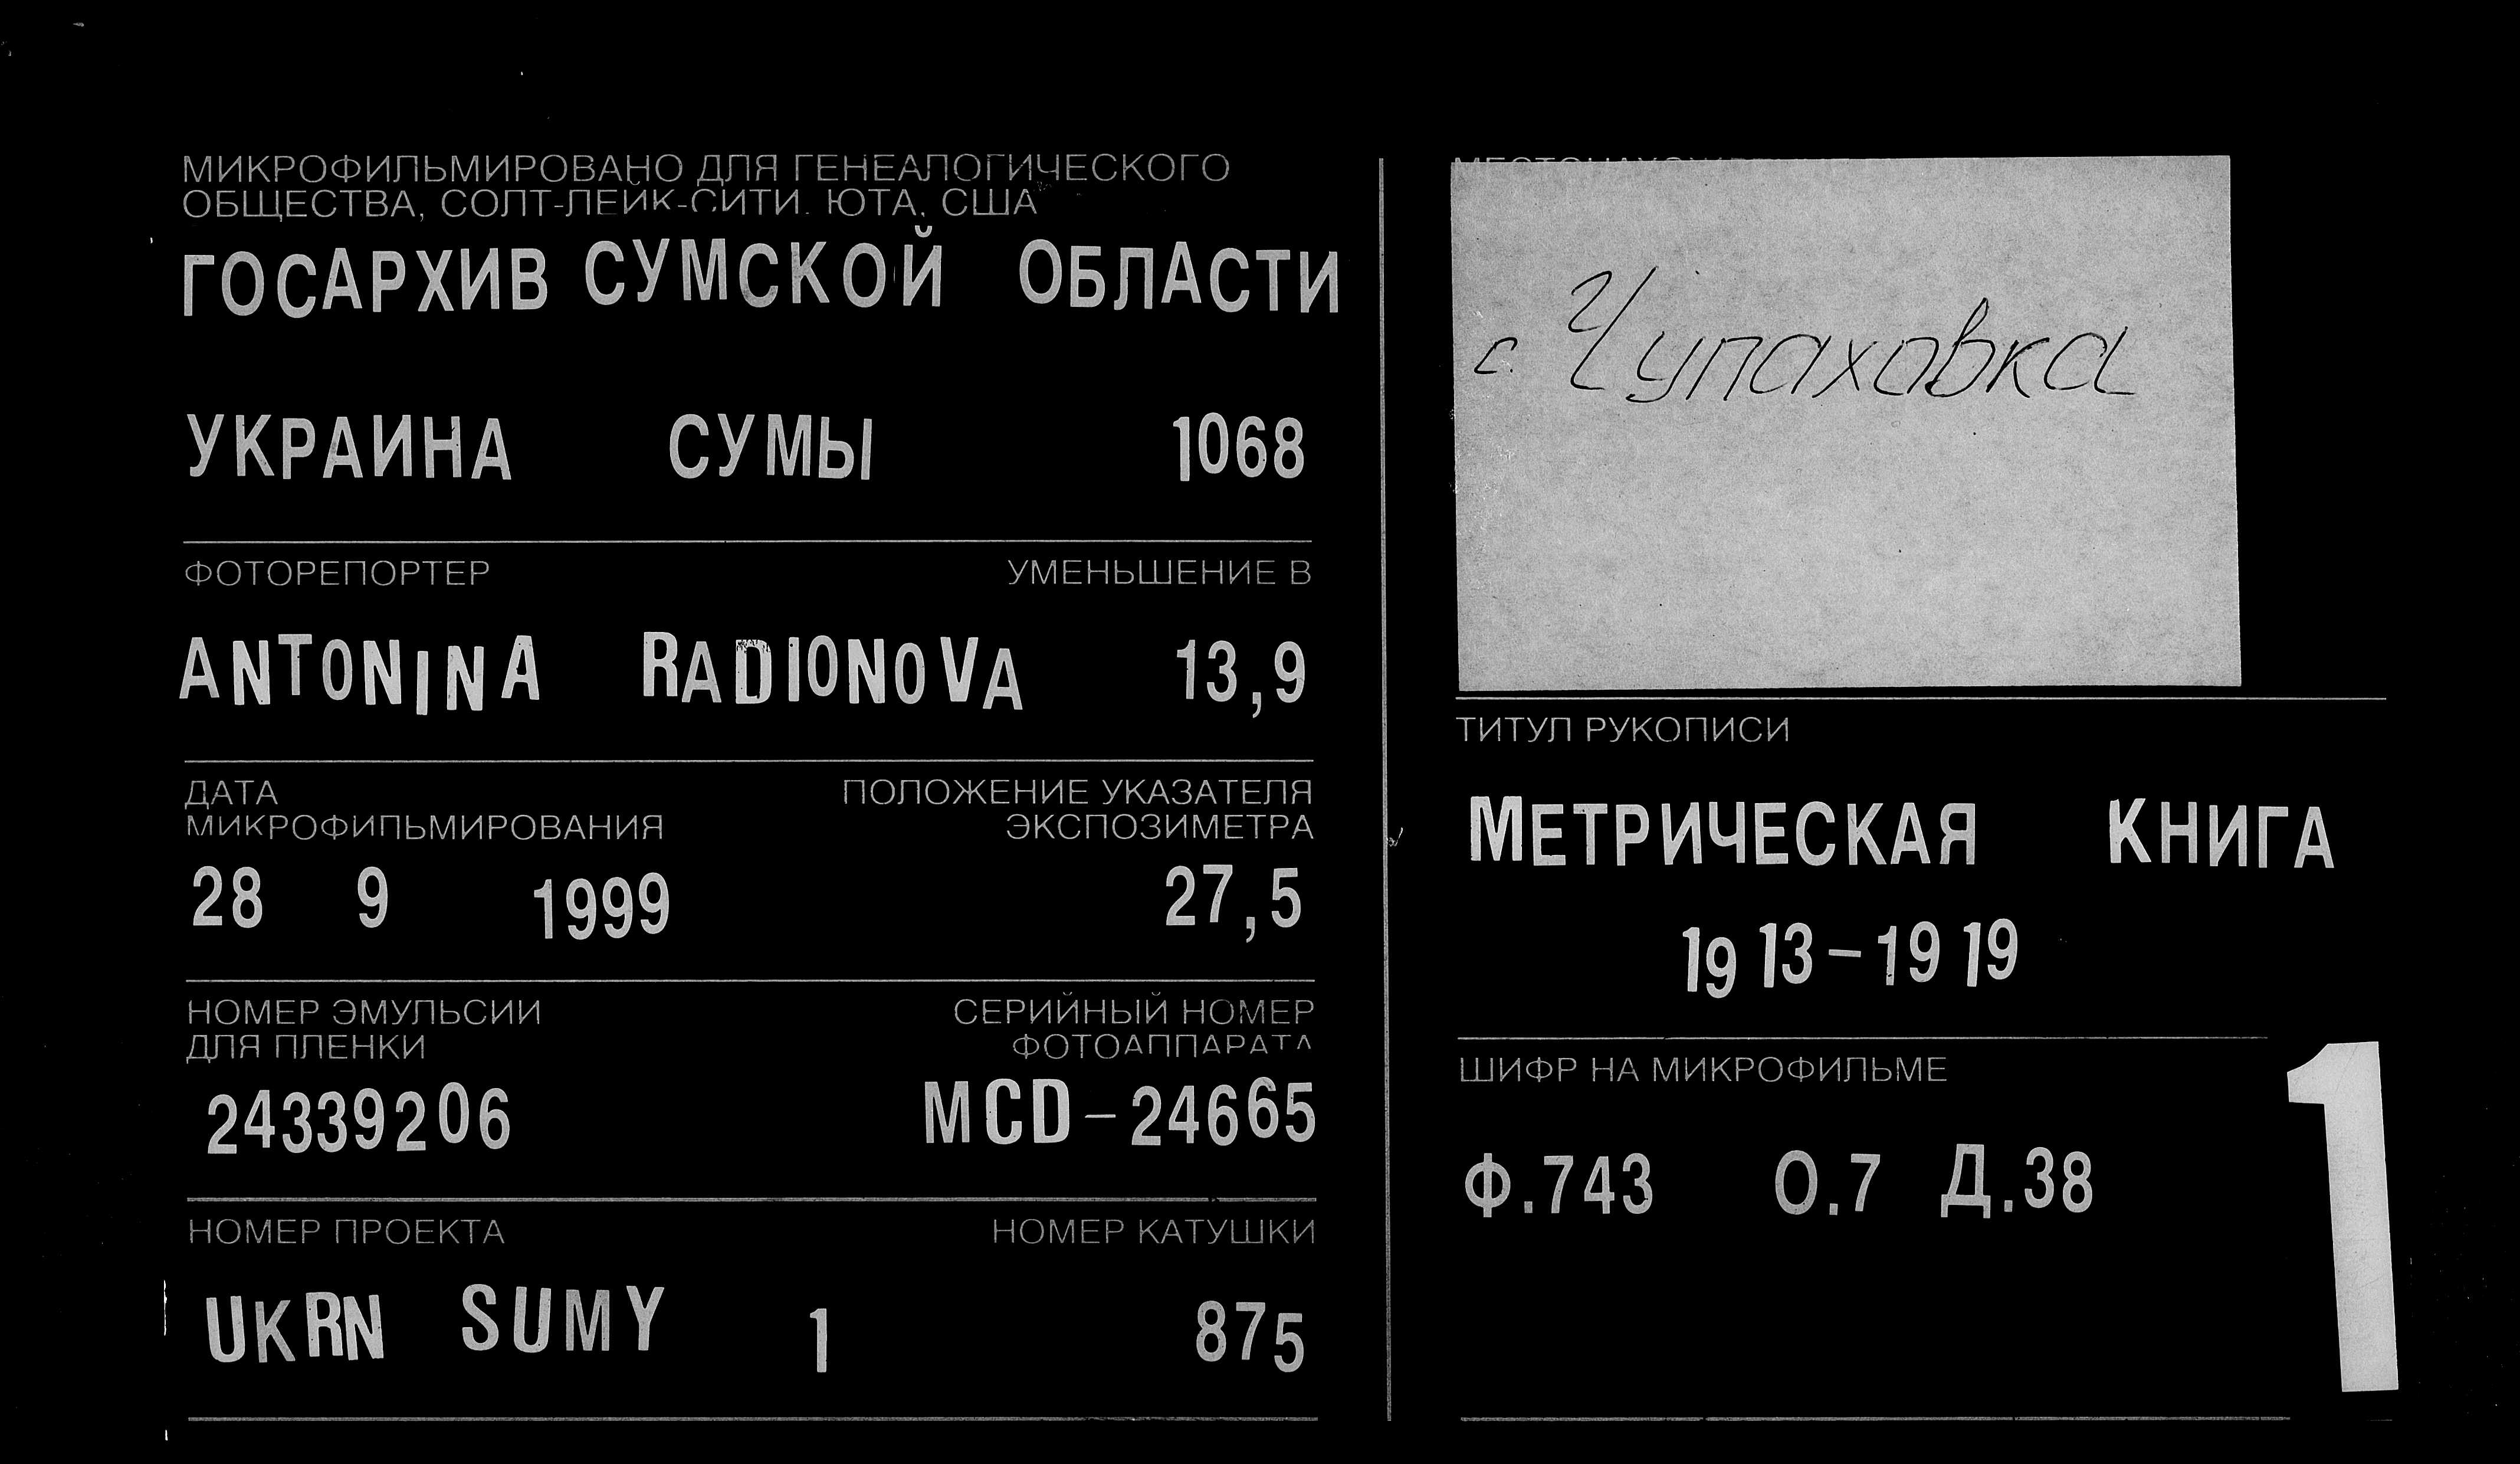 МИКРОФИЛЬМИРОВАНО ДЛЯ ГЕНЕАЛОГИЧЕСКОГО
ОБЩЕСТВА, СОЛТ-ЛЕЙК-СИТИ. ЮТА, США
ГОСАРХИВ СУМСКОЙ ОБЛАСТИ
УКРАИНА СУМЫ 1068
ФОТОРЕПОРТЕР УМЕНЬШЕНИЕ В
ANTONINA RADIONOVA 13,9
ДАТА ПОЛОЖЕНИЕ УКАЗАТЕЛЯ
МИКРОФИЛЬМИРОВАНИЯ ЭКСПОЗИМЕТРА
28 9 1999 27,5
НОМЕР ЭМУЛЬСИИ СЕРИЙНЫЙ НОМЕР
ДЛЯ ПЛЕНКИ ФОТОАППАРАТА
24339206 MCD-24665
НОМЕР ПРОЕКТА НОМЕР КАТУШКИ
UKRN SUMY 1 875
с. Чупаховка
ТИТУЛ РУКОПИСИ
МЕТРИЧЕСКАЯ КНИГА
1913-1919
ШИФР НА МИКРОФИЛЬМЕ
Ф.743 О.7 Д.38
1